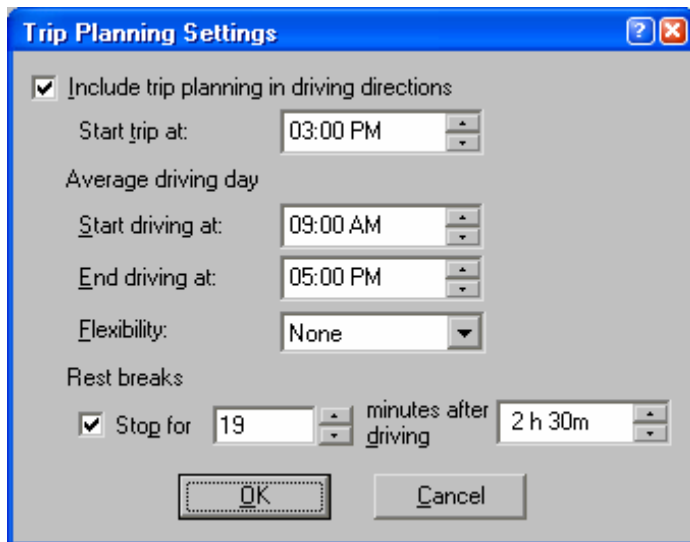 Trip Planning Settings
Include trip planning in driving directions
Start trip at: 03:00 PM
Average driving day
Start driving at: 09:00 AM
End driving at: 05:00 PM
Flexibility: None
Rest breaks
Stop for 19 minutes after driving 2 h 30m
OK Cancel